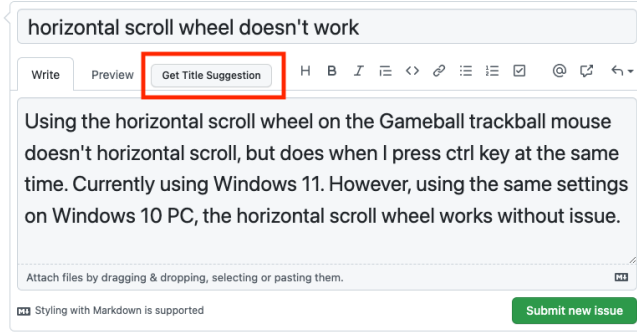 horizontal scroll wheel doesn't work
Write Preview Get Title Suggestion H B I <> @
Using the horizontal scroll wheel on the Gameball trackball mouse
doesn't horizontal scroll, but does when I press ctrl key at the same
time. Currently using Windows 11. However, using the same settings
on Windows 10 PC, the horizontal scroll wheel works without issue.
Attach files by dragging & dropping, selecting or pasting them.
Styling with Markdown is supported Submit new issue